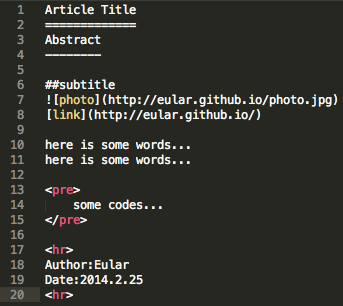 1 Article Title
2 =============
3 Abstract
4 --------
5
6 ##subtitle
7 ![photo](http://eular.github.io/photo.jpg)
8 [link](http://eular.github.io/)
9
10 here is some words...
11 here is some words...
12
13 <pre>
14     some codes...
15 </pre>
16
17 <hr>
18 Author:Eular
19 Date:2014.2.25
20 <hr>